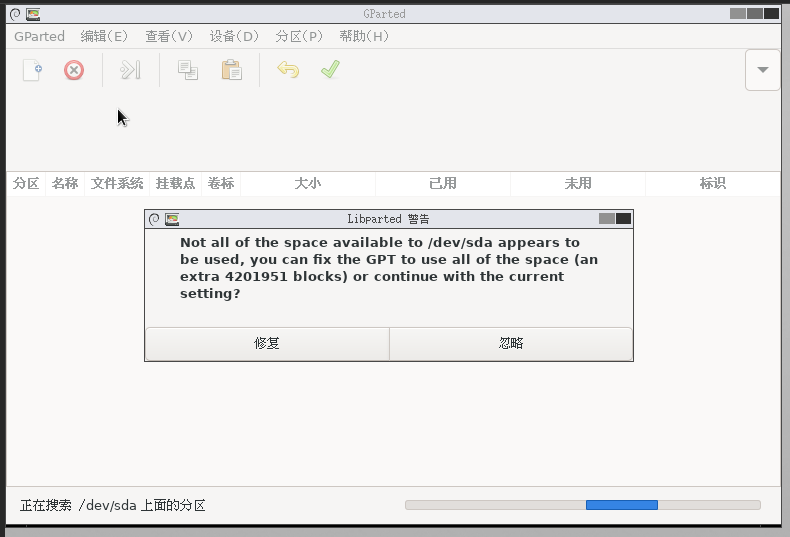 GParted
GParted 编辑(E) 查看(V) 设备(D) 分区(P) 帮助(H)
分区 名称 文件系统 挂载点 卷标 大小 已用 未用 标识
Libparted 警告
Not all of the space available to /dev/sda appears to
be used, you can fix the GPT to use all of the space (an
extra 4201951 blocks) or continue with the current
setting?
修复 忽略
正在搜索 /dev/sda 上面的分区